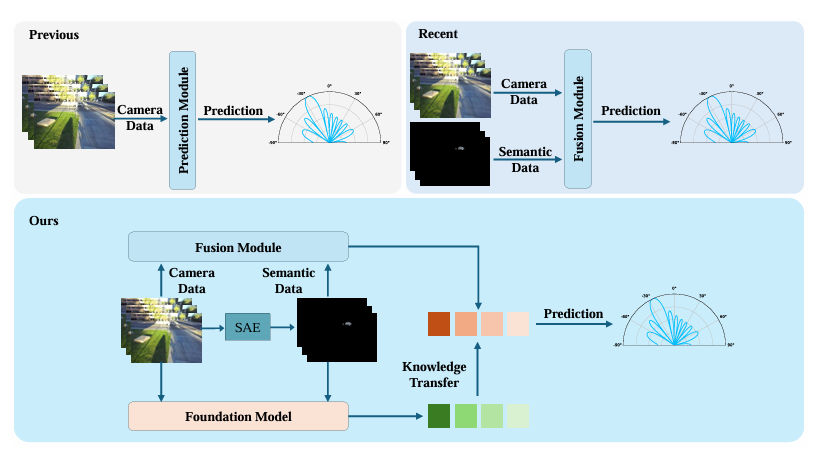 Previous
Camera
Data
Prediction Module
Prediction
-90°
-60°
-30°
0°
30°
60°
90°
Recent
Camera
Data
Semantic
Data
Fusion Module
Prediction
-90°
-60°
-30°
0°
30°
60°
90°
Ours
Fusion Module
Camera
Data
Semantic
Data
SAE
Foundation Model
Knowledge
Transfer
Prediction
-90°
-60°
-30°
0°
30°
60°
90°